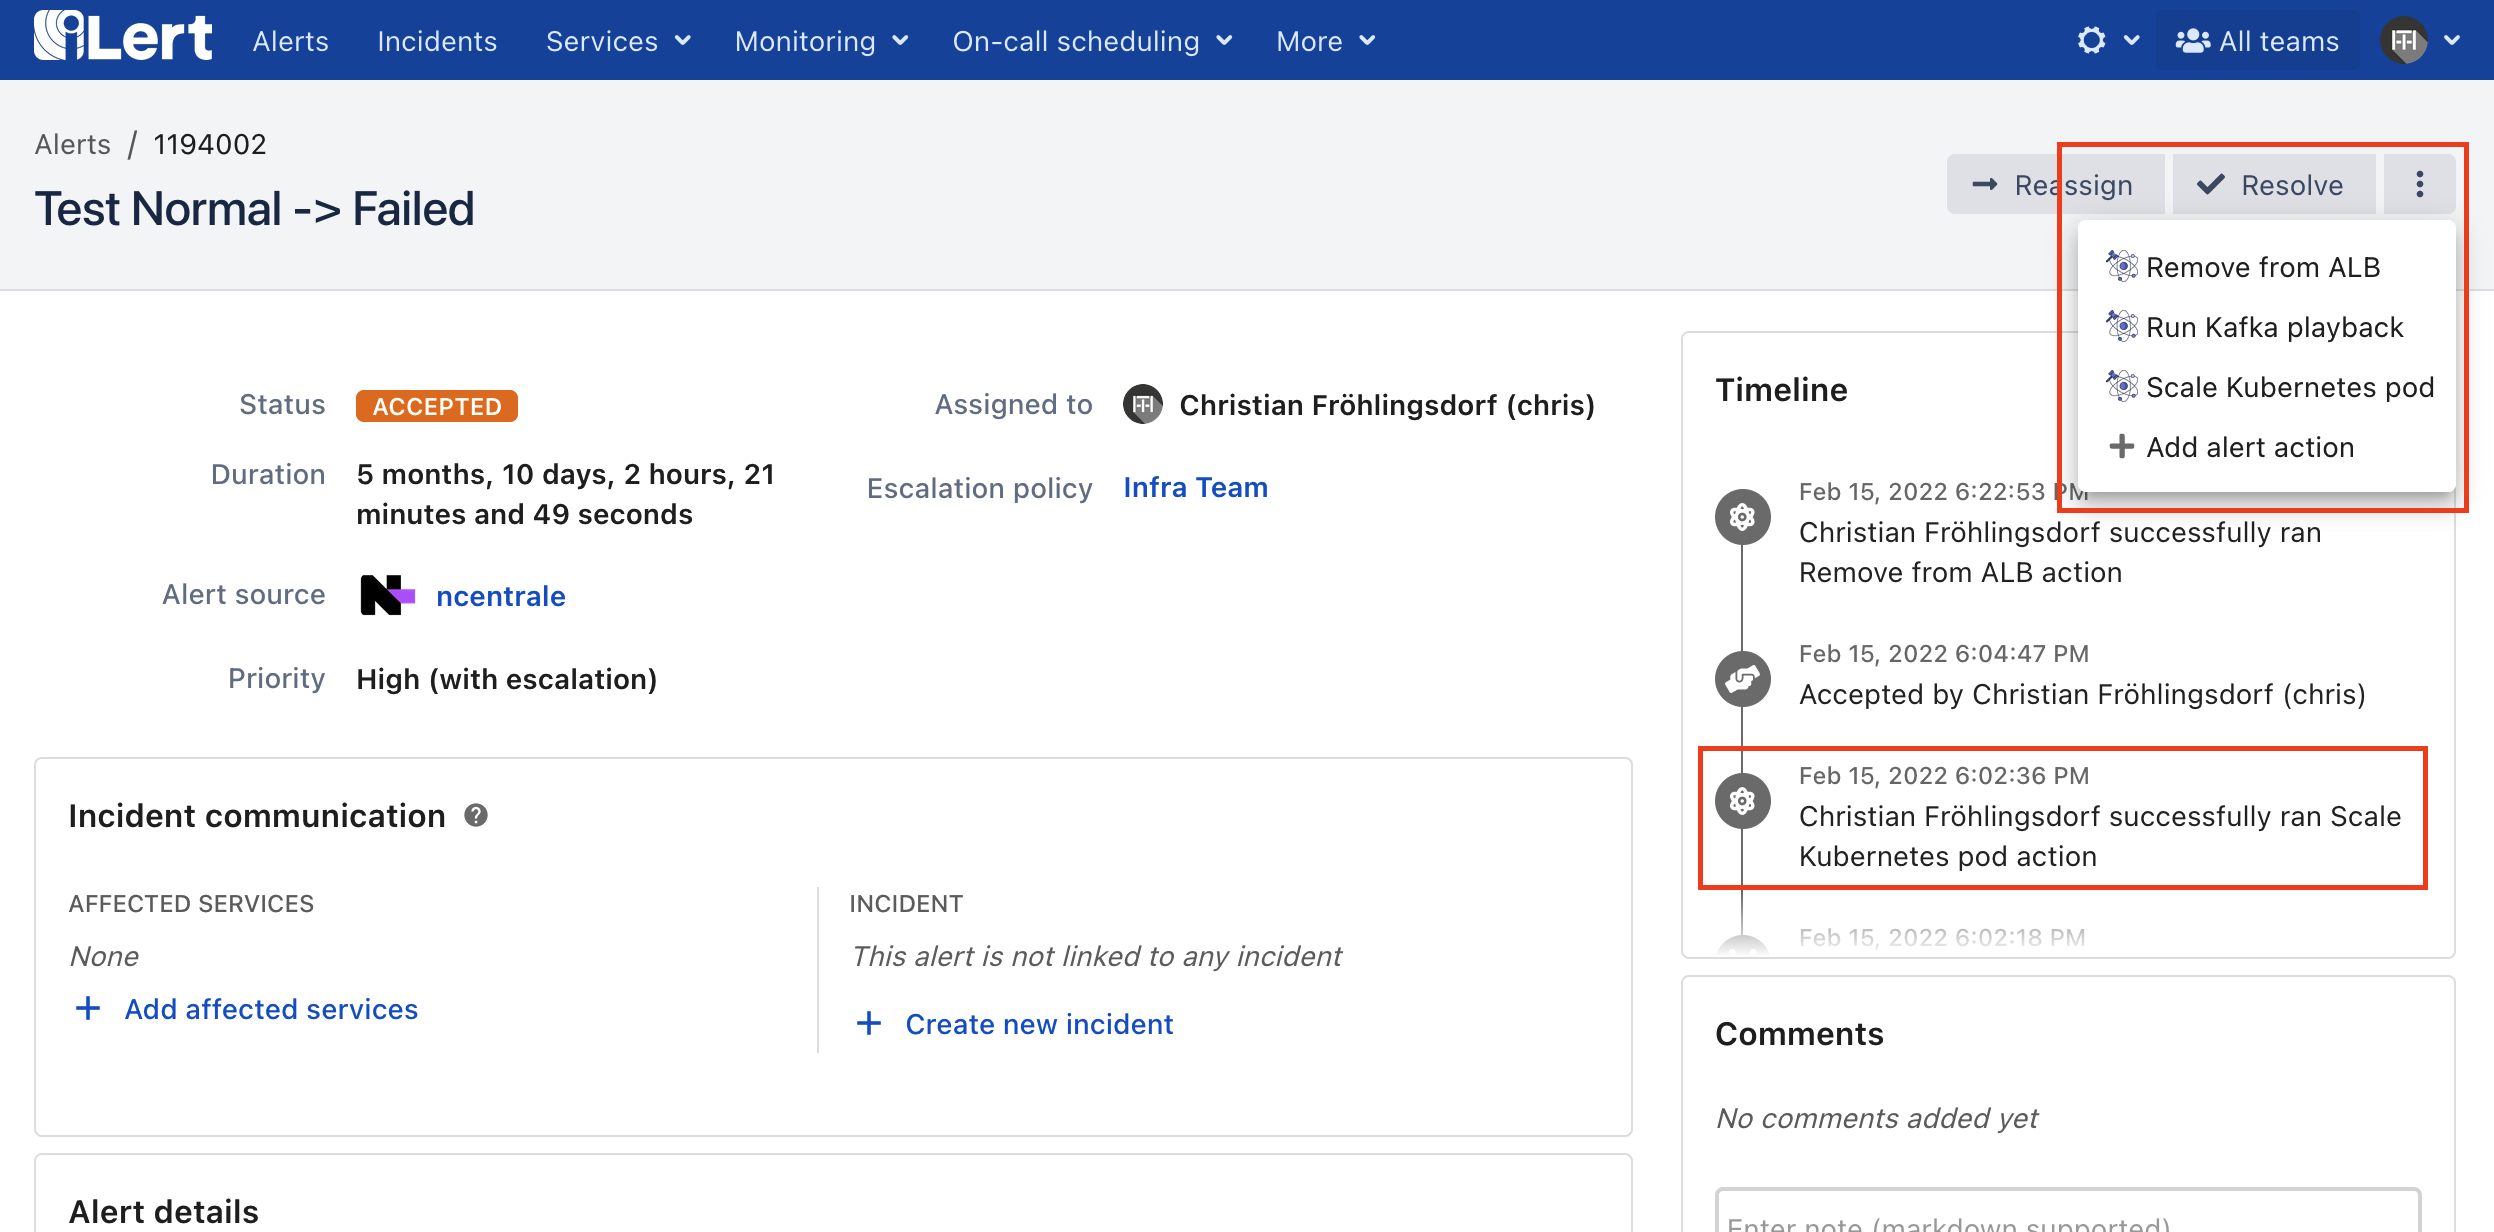 iLert Alerts Incidents Services Monitoring On-call scheduling More All teams
Alerts / 1194002
Test Normal -> Failed
Reassign Resolve
Remove from ALB
Run Kafka playback
Scale Kubernetes pod
Add alert action
Status ACCEPTED
Duration 5 months, 10 days, 2 hours, 21
minutes and 49 seconds
Alert source ncentrale
Priority High (with escalation)
Assigned to Christian Fröhlingsdorf (chris)
Escalation policy Infra Team
Incident communication ?
AFFECTED SERVICES
None
+ Add affected services
INCIDENT
This alert is not linked to any incident
+ Create new incident
Alert details
Timeline
Feb 15, 2022 6:22:53 PM
Christian Fröhlingsdorf successfully ran
Remove from ALB action
Feb 15, 2022 6:04:47 PM
Accepted by Christian Fröhlingsdorf (chris)
Feb 15, 2022 6:02:36 PM
Christian Fröhlingsdorf successfully ran Scale
Kubernetes pod action
Feb 15, 2022 6:02:18 PM
Comments
No comments added yet
Enter note (markdown supported)